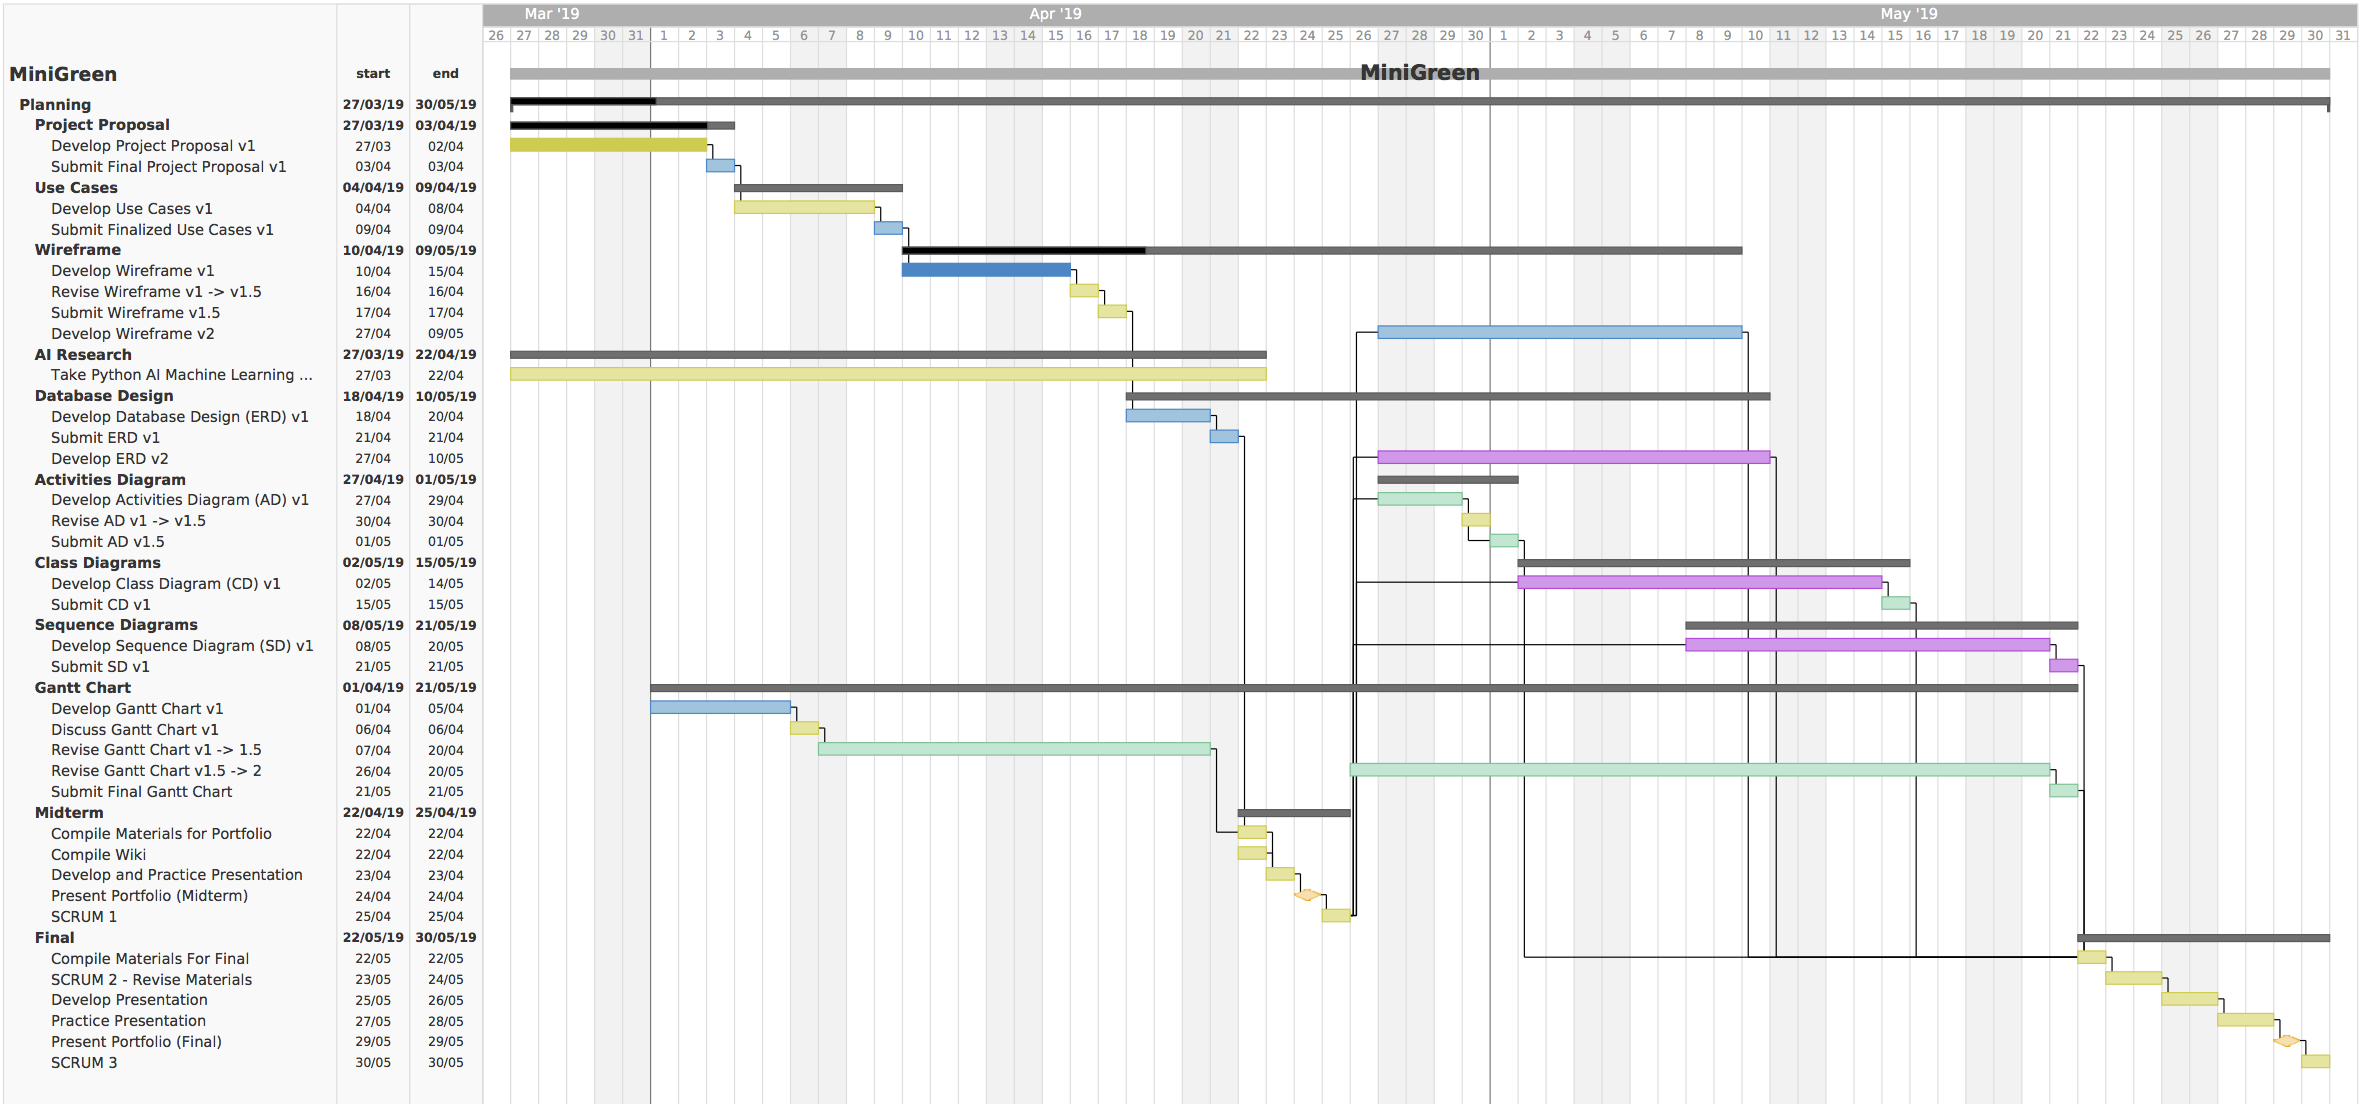 Mar '19 Apr '19 May '19
26 27 28 29 30 31 1 2 3 4 5 6 7 8 9 10 11 12 13 14 15 16 17 18 19 20 21 22 23 24 25 26 27 28 29 30 1 2 3 4 5 6 7 8 9 10 11 12 13 14 15 16 17 18 19 20 21 22 23 24 25 26 27 28 29 30 31
MiniGreen start end MiniGreen
Planning 27/03/19 30/05/19
Project Proposal 27/03/19 03/04/19
Develop Project Proposal v1 27/03 02/04
Submit Final Project Proposal v1 03/04 03/04
Use Cases 04/04/19 09/04/19
Develop Use Cases v1 04/04 08/04
Submit Finalized Use Cases v1 09/04 09/04
Wireframe 10/04/19 09/05/19
Develop Wireframe v1 10/04 15/04
Revise Wireframe v1 -> v1.5 16/04 16/04
Submit Wireframe v1.5 17/04 17/04
Develop Wireframe v2 27/04 09/05
AI Research 27/03/19 22/04/19
Take Python AI Machine Learning ... 27/03 22/04
Database Design 18/04/19 10/05/19
Develop Database Design (ERD) v1 18/04 20/04
Submit ERD v1 21/04 21/04
Develop ERD v2 27/04 10/05
Activities Diagram 27/04/19 01/05/19
Develop Activities Diagram (AD) v1 27/04 29/04
Revise AD v1 -> v1.5 30/04 30/04
Submit AD v1.5 01/05 01/05
Class Diagrams 02/05/19 15/05/19
Develop Class Diagram (CD) v1 02/05 14/05
Submit CD v1 15/05 15/05
Sequence Diagrams 08/05/19 21/05/19
Develop Sequence Diagram (SD) v1 08/05 20/05
Submit SD v1 21/05 21/05
Gantt Chart 01/04/19 21/05/19
Develop Gantt Chart v1 01/04 05/04
Discuss Gantt Chart v1 06/04 06/04
Revise Gantt Chart v1 -> 1.5 07/04 20/04
Revise Gantt Chart v1.5 -> 2 26/04 20/05
Submit Final Gantt Chart 21/05 21/05
Midterm 22/04/19 25/04/19
Compile Materials for Portfolio 22/04 22/04
Compile Wiki 22/04 22/04
Develop and Practice Presentation 23/04 23/04
Present Portfolio (Midterm) 24/04 24/04
SCRUM 1 25/04 25/04
Final 22/05/19 30/05/19
Compile Materials For Final 22/05 22/05
SCRUM 2 - Revise Materials 23/05 24/05
Develop Presentation 25/05 26/05
Practice Presentation 27/05 28/05
Present Portfolio (Final) 29/05 29/05
SCRUM 3 30/05 30/05